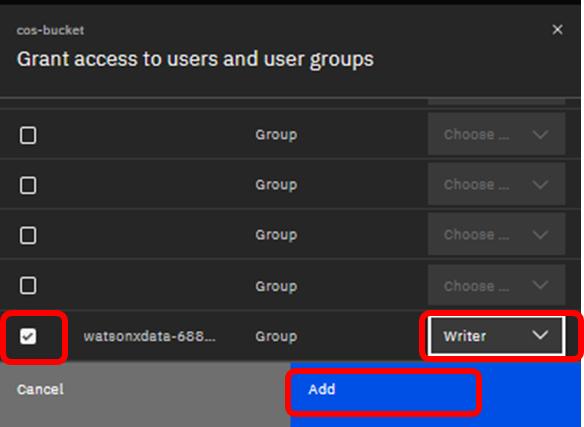 cos-bucket
Grant access to users and user groups
Group Choose ...
Group Choose ...
Group Choose ...
Group Choose ...
watsonxdata-688... Group Writer
Cancel Add